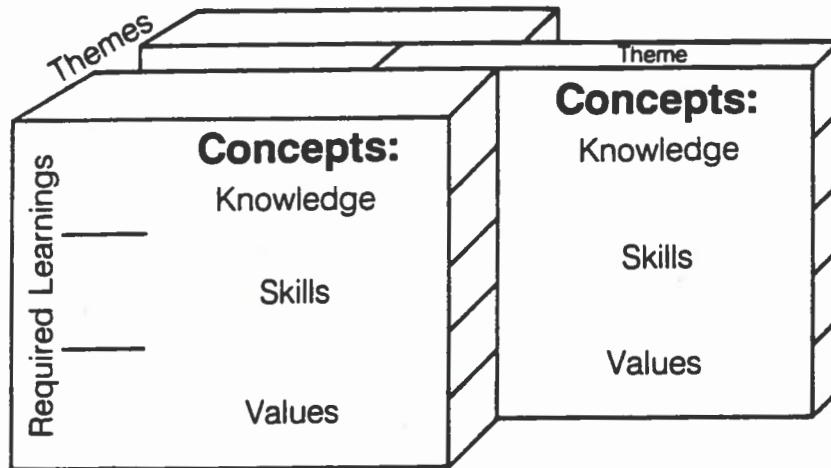 Themes
Theme
Required Learnings
Concepts:
Knowledge
Skills
Values
Concepts:
Knowledge
Skills
Values